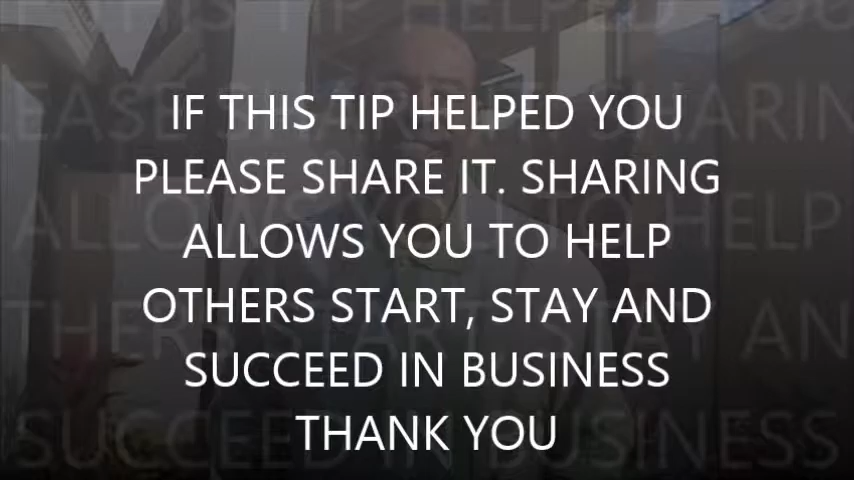 IF THIS TIP HELPED YOU
PLEASE SHARE IT. SHARING
ALLOWS YOU TO HELP
OTHERS START, STAY AND
SUCCEED IN BUSINESS
THANK YOU